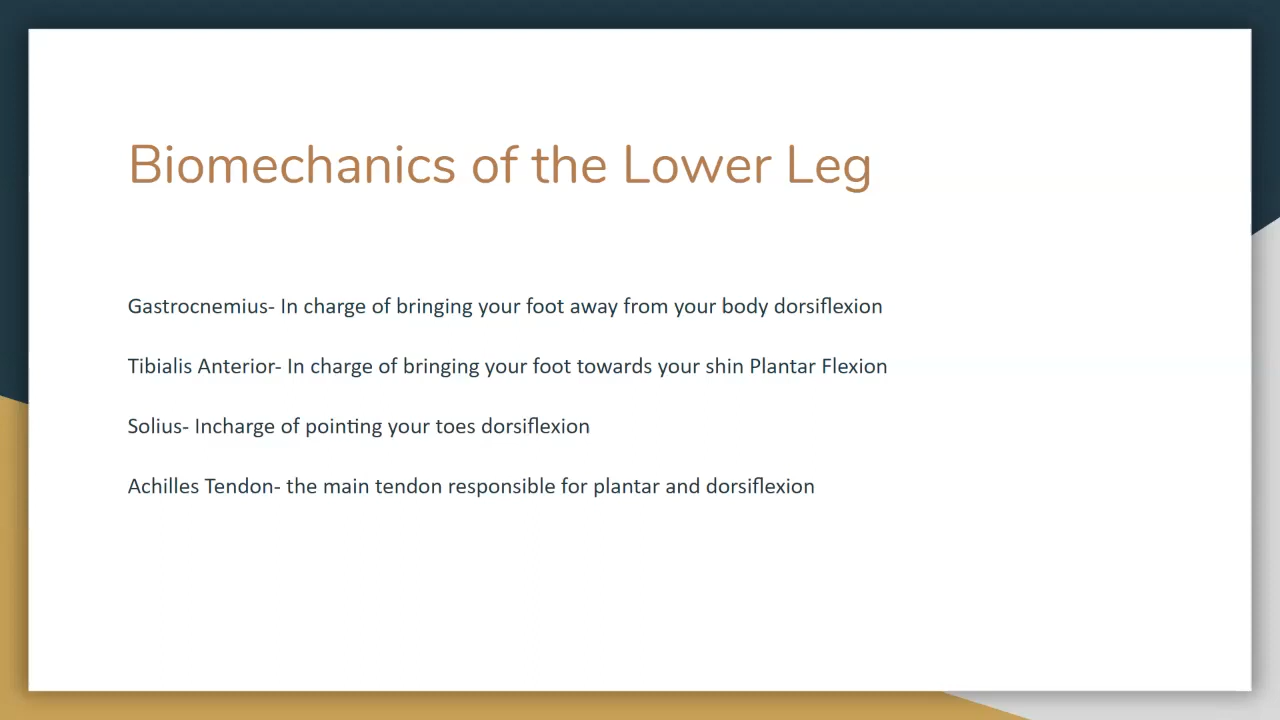 Biomechanics of the Lower Leg
Gastrocnemius- In charge of bringing your foot away from your body dorsiflexion
Tibialis Anterior- In charge of bringing your foot towards your shin Plantar Flexion
Solius- Incharge of pointing your toes dorsiflexion
Achilles Tendon- the main tendon responsible for plantar and dorsiflexion